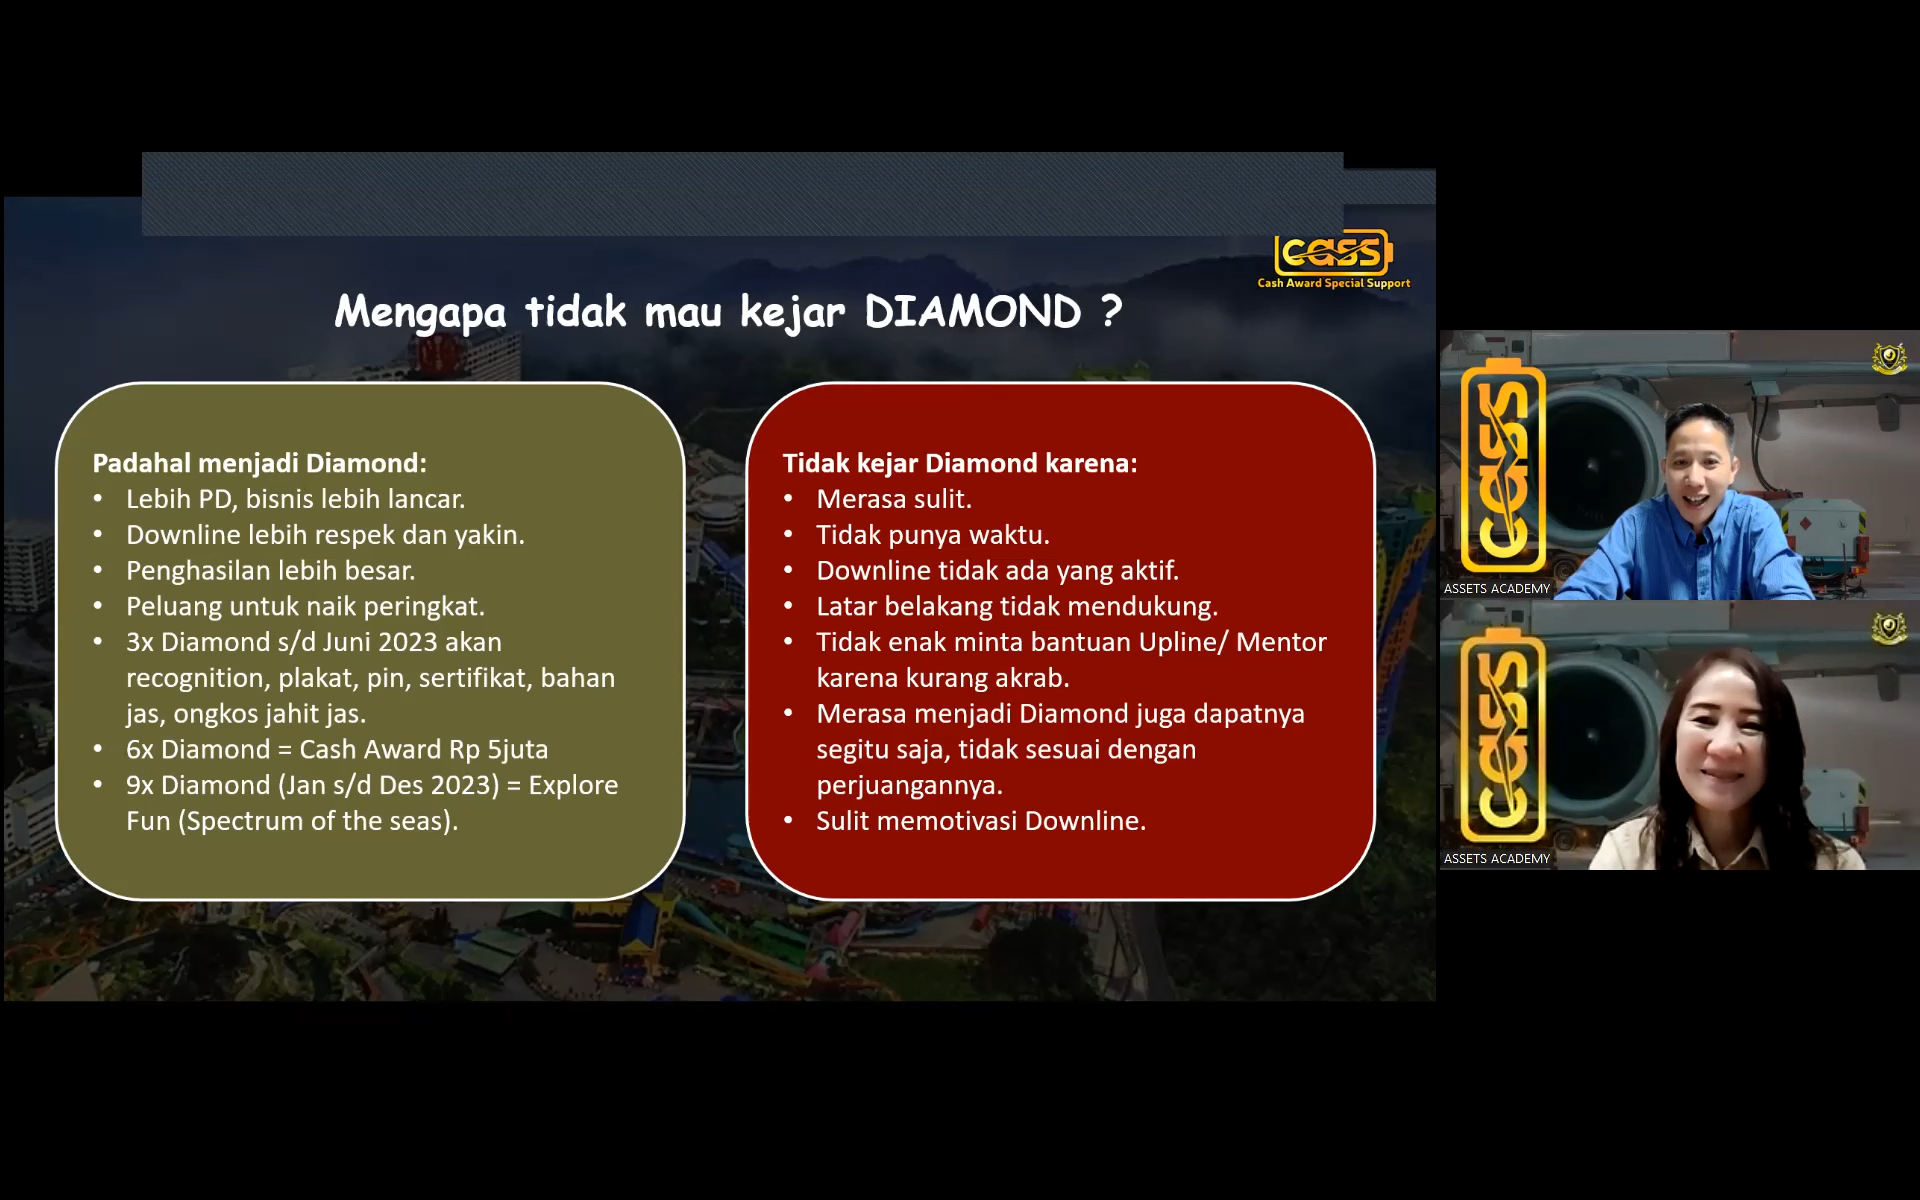 cass
Cash Award Special Support
Mengapa tidak mau kejar DIAMOND ?
Padahal menjadi Diamond:
• Lebih PD, bisnis lebih lancar.
• Downline lebih respek dan yakin.
• Penghasilan lebih besar.
• Peluang untuk naik peringkat.
• 3x Diamond s/d Juni 2023 akan
recognition, plakat, pin, sertifikat, bahan
jas, ongkos jahit jas.
• 6x Diamond = Cash Award Rp 5juta
• 9x Diamond (Jan s/d Des 2023) = Explore
Fun (Spectrum of the seas).
Tidak kejar Diamond karena:
• Merasa sulit.
• Tidak punya waktu.
• Downline tidak ada yang aktif.
• Latar belakang tidak mendukung.
• Tidak enak minta bantuan Upline/ Mentor
karena kurang akrab.
• Merasa menjadi Diamond juga dapatnya
segitu saja, tidak sesuai dengan
perjuangannya.
• Sulit memotivasi Downline.
cass
ASSETS ACADEMY
cass
ASSETS ACADEMY